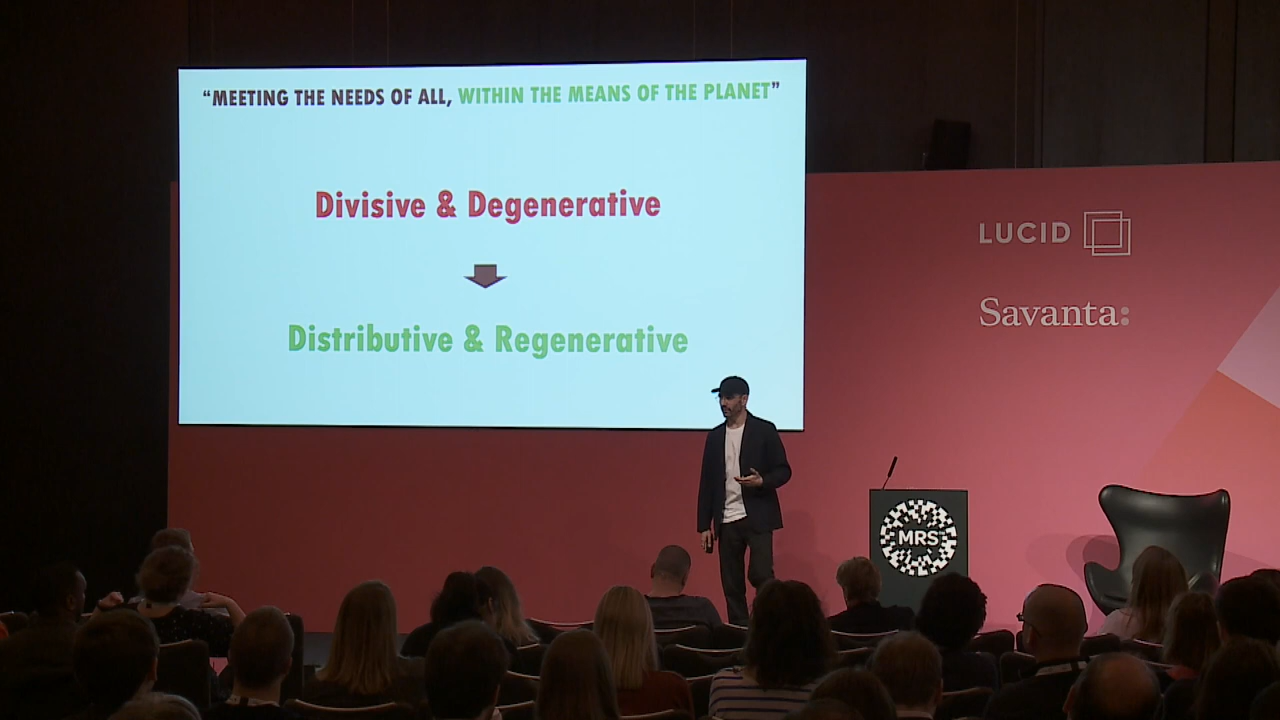 “MEETING THE NEEDS OF ALL, WITHIN THE MEANS OF THE PLANET”
Divisive & Degenerative
Distributive & Regenerative
LUCID
Savanta:
MRS